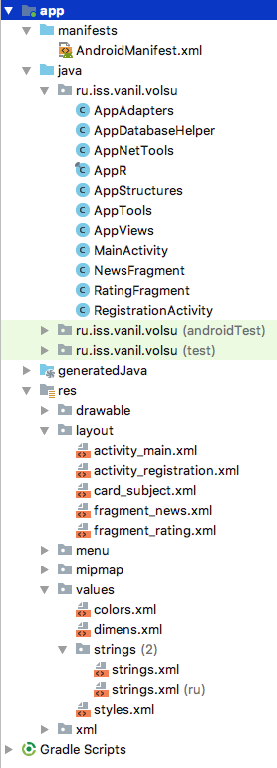 app
manifests
AndroidManifest.xml
java
ru.iss.vanil.volsu
C AppAdapters
C AppDatabaseHelper
C AppNetTools
C AppR
C AppStructures
C AppTools
C AppViews
C MainActivity
C NewsFragment
C RatingFragment
C RegistrationActivity
ru.iss.vanil.volsu (androidTest)
ru.iss.vanil.volsu (test)
generatedJava
res
drawable
layout
activity_main.xml
activity_registration.xml
card_subject.xml
fragment_news.xml
fragment_rating.xml
menu
mipmap
values
colors.xml
dimens.xml
strings (2)
strings.xml
strings.xml (ru)
styles.xml
xml
Gradle Scripts